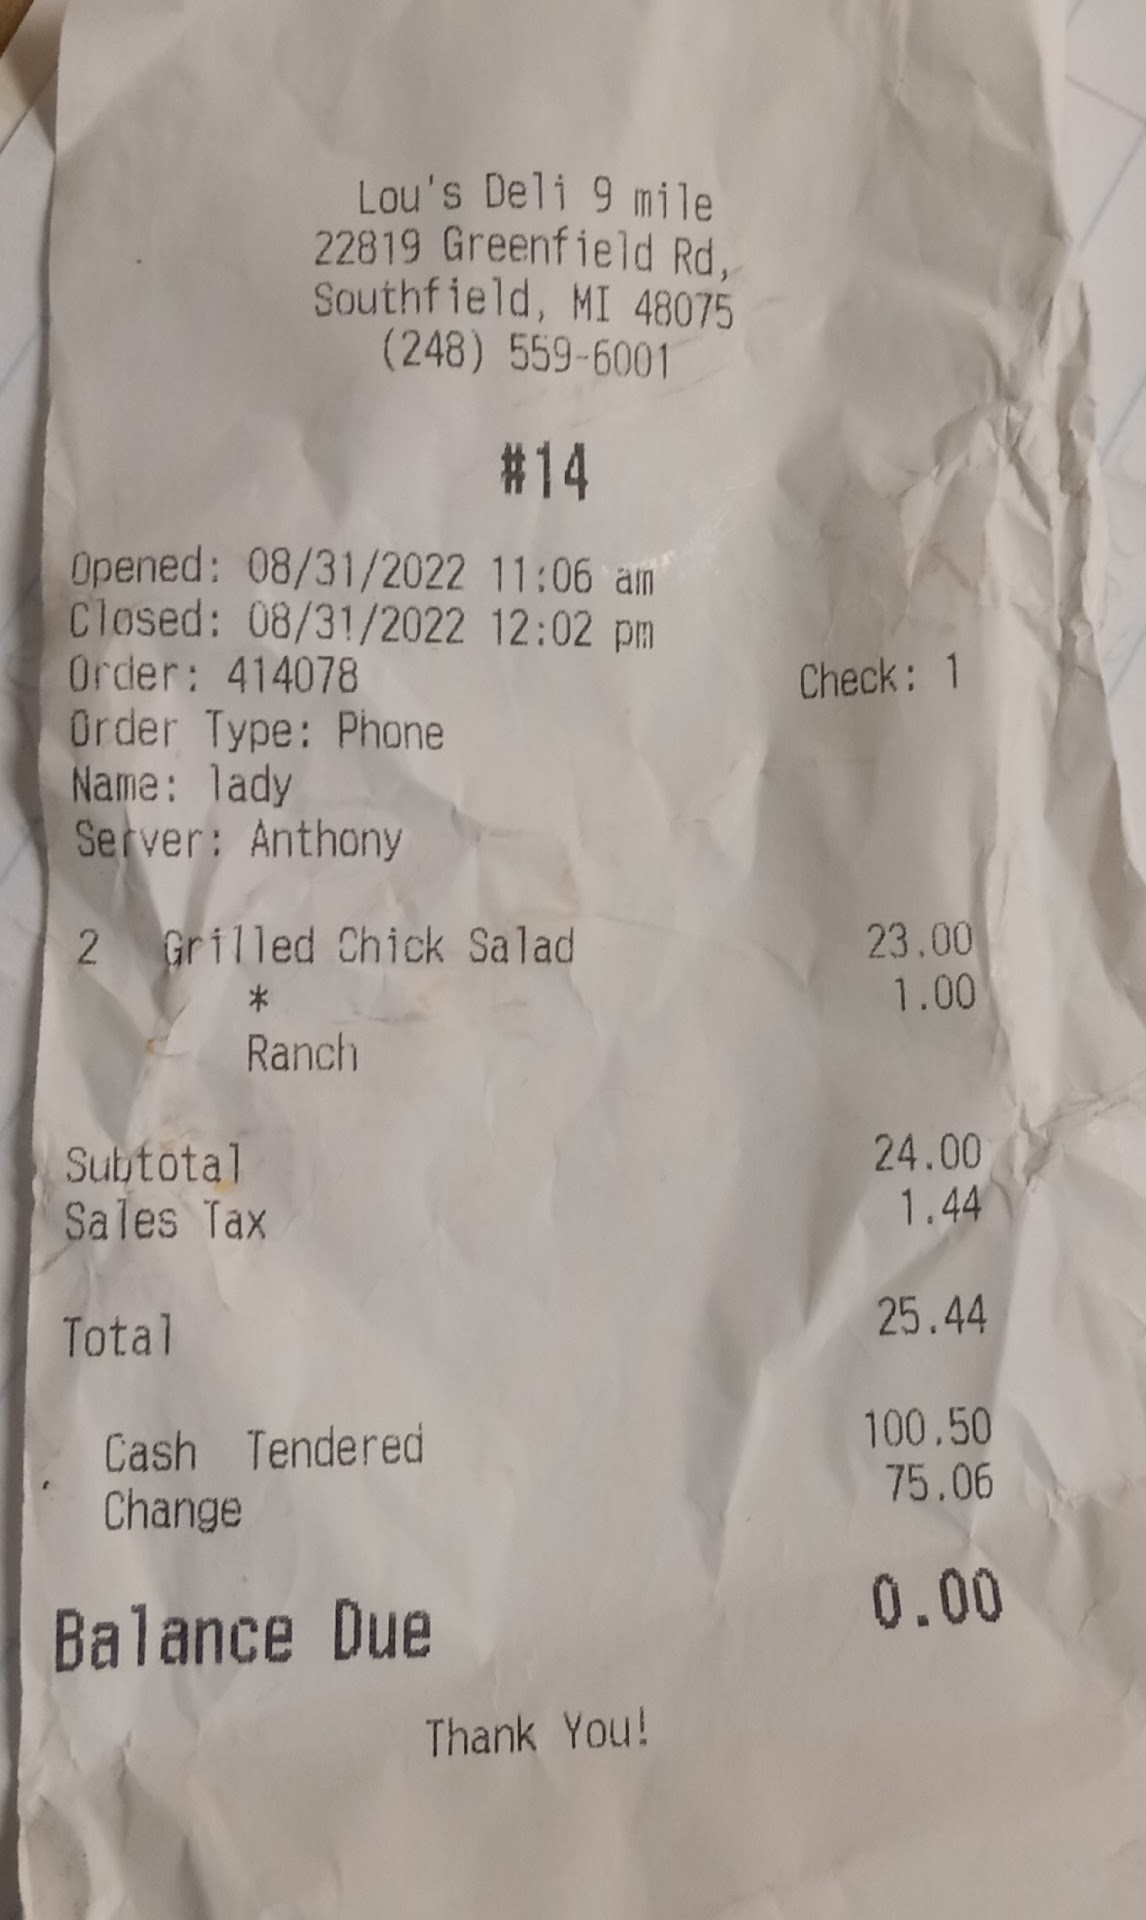 Lou's Deli 9 mile
22819 Greenfield Rd,
Southfield, MI 48075
(248) 559-6001
#14
Opened: 08/31/2022 11:06 am
Closed: 08/31/2022 12:02 pm
Order: 414078 Check: 1
Order Type: Phone
Name: lady
Server: Anthony
2 Grilled Chick Salad 23.00
* 1.00
Ranch
Subtotal 24.00
Sales Tax 1.44
Total 25.44
Cash Tendered 100.50
Change 75.06
Balance Due 0.00
Thank You!